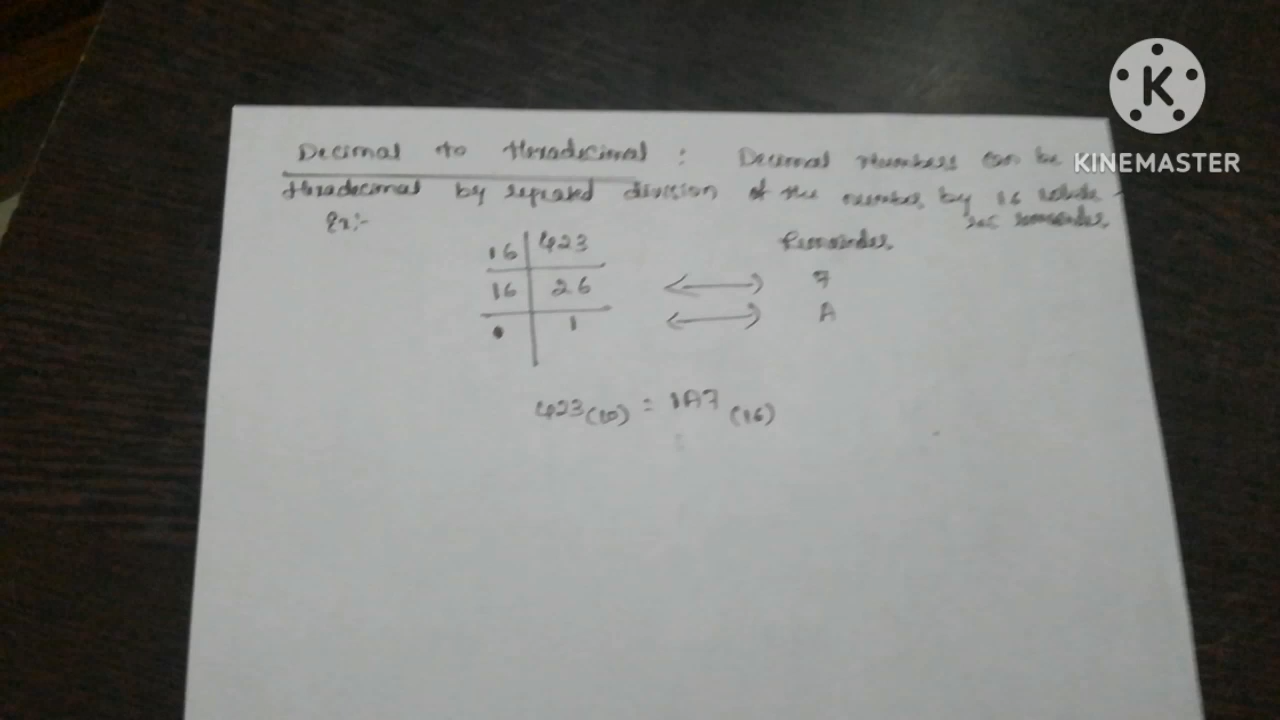 K
KINEMASTER
Decimal to Hexadecimal : Decimal Numbers can be
Hexadecimal by repeated division of the number by 16
remainder
Ex:-
Remainder
16 | 423
16 | 26 ⟷ 7
1 ⟷ A
423(10) = 1A7 (16)